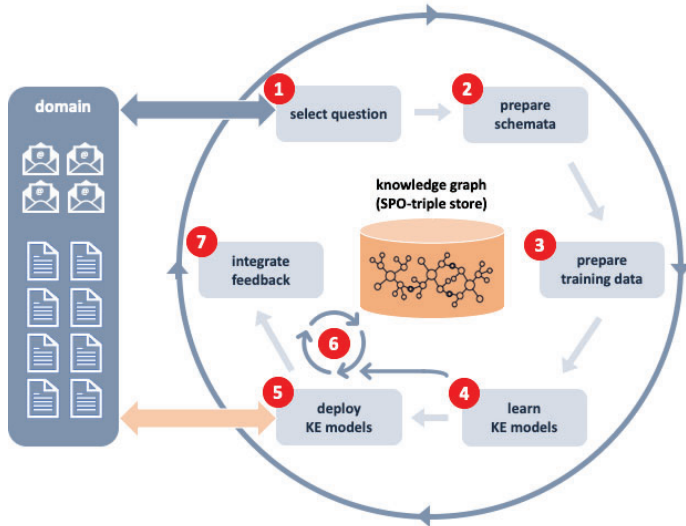 domain
@ @
@ @
1
select question
2
prepare
schemata
knowledge graph
(SPO-triple store)
3
prepare
training data
7
integrate
feedback
6
5
deploy
KE models
4
learn
KE models